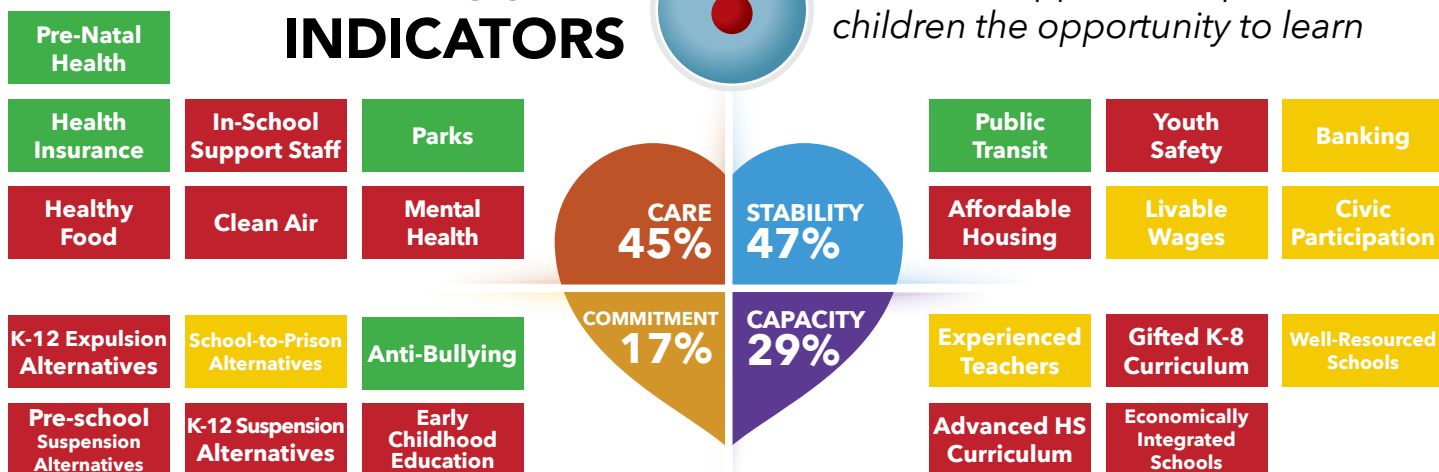 INDICATORS
children the opportunity to learn
Pre-Natal
Health
Health
Insurance
In-School
Support Staff
Parks
Healthy
Food
Clean Air
Mental
Health
CARE
45%
STABILITY
47%
COMMITMENT
17%
CAPACITY
29%
Public
Transit
Youth
Safety
Banking
Affordable
Housing
Livable
Wages
Civic
Participation
K-12 Expulsion
Alternatives
School-to-Prison
Alternatives
Anti-Bullying
Pre-school
Suspension
Alternatives
K-12 Suspension
Alternatives
Early
Childhood
Education
Experienced
Teachers
Gifted K-8
Curriculum
Well-Resourced
Schools
Advanced HS
Curriculum
Economically
Integrated
Schools